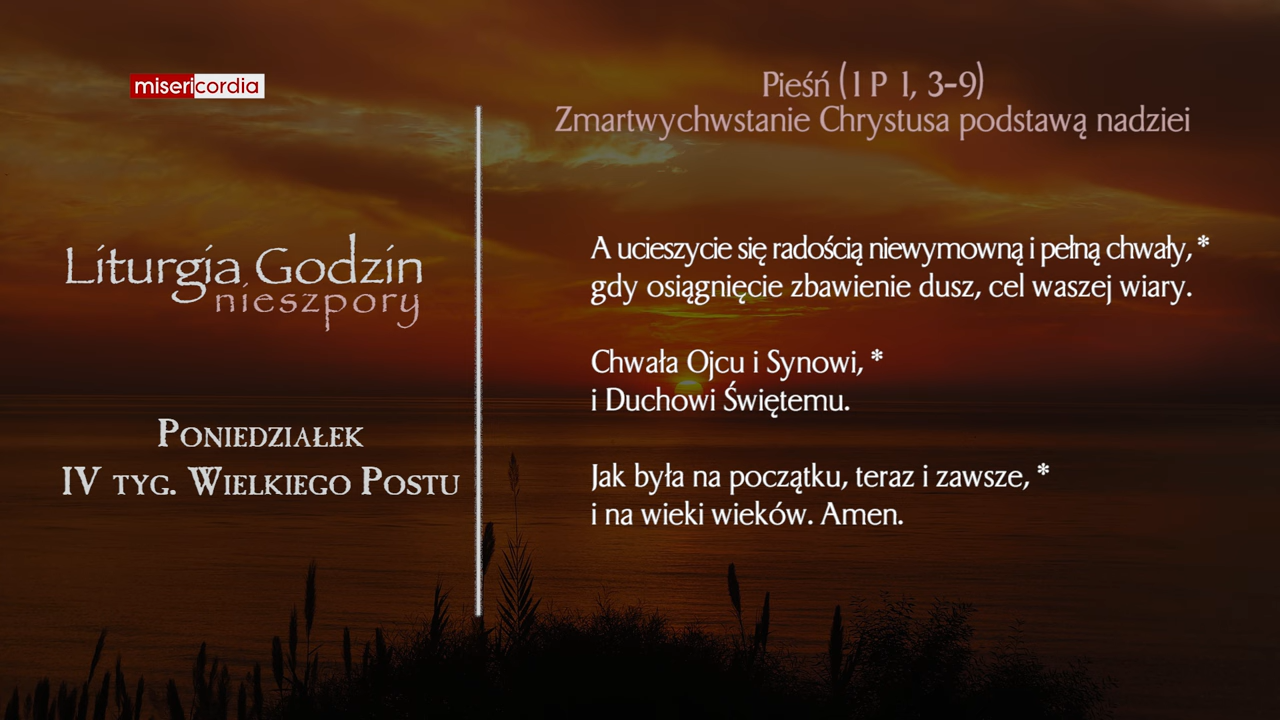 misericordia
Liturgia Godzin
nieszpory
Poniedziałek
IV tyg. Wielkiego Postu
Pieśń (1 P 1, 3-9)
Zmartwychwstanie Chrystusa podstawą nadziei
A ucieszycie się radością niewymowną i pełną chwały, *
gdy osiągnięcie zbawienie dusz, cel waszej wiary.
Chwała Ojcu i Synowi, *
i Duchowi Świętemu.
Jak była na początku, teraz i zawsze, *
i na wieki wieków. Amen.